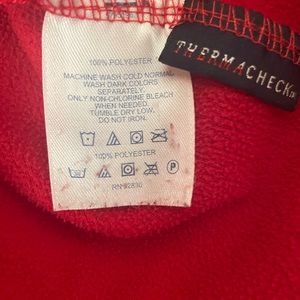 THERMACHECK
100% POLYESTER
MACHINE WASH COLD NORMAL
WASH DARK COLORS
SEPARATELY.
ONLY NON-CHLORINE BLEACH
WHEN NEEDED.
TUMBLE DRY LOW.
DO NOT IRON.
100% POLYESTER
P